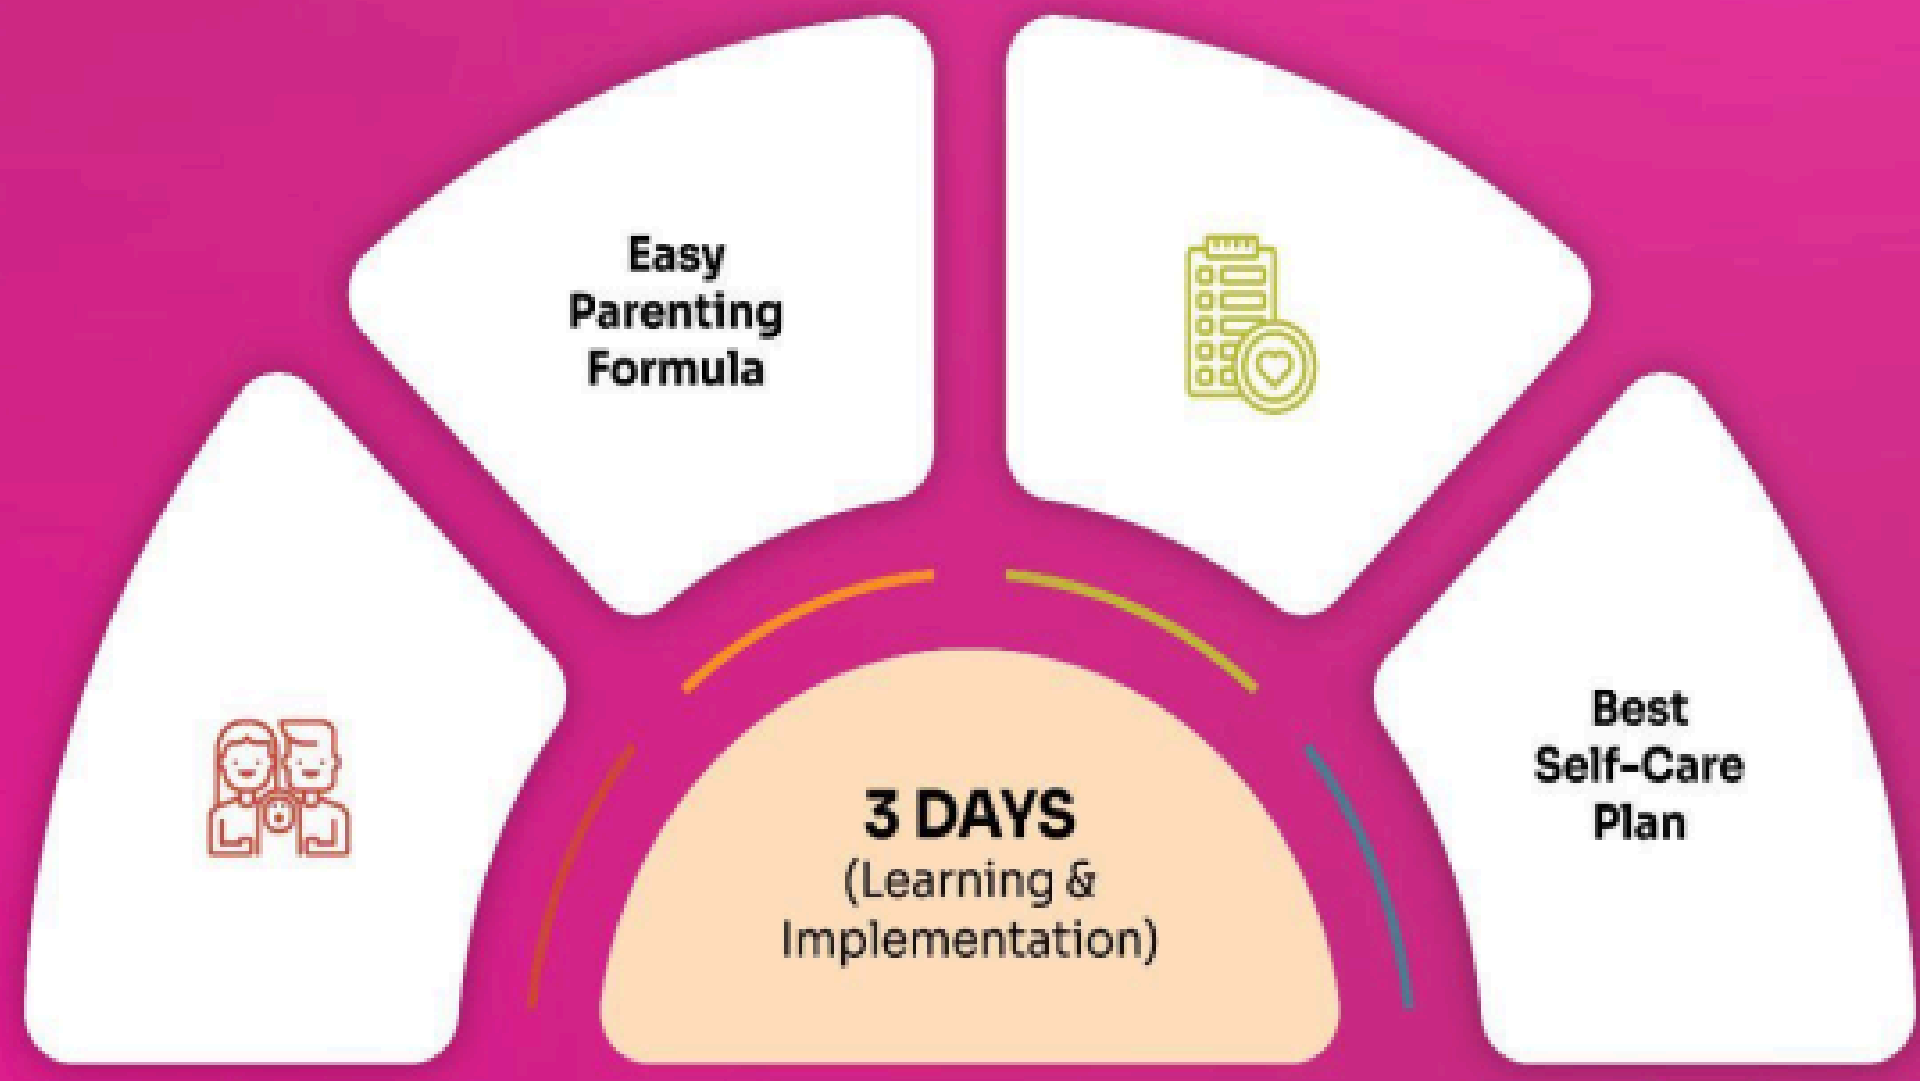 Easy
Parenting
Formula
Best
Self-Care
Plan
3 DAYS
(Learning &
Implementation)